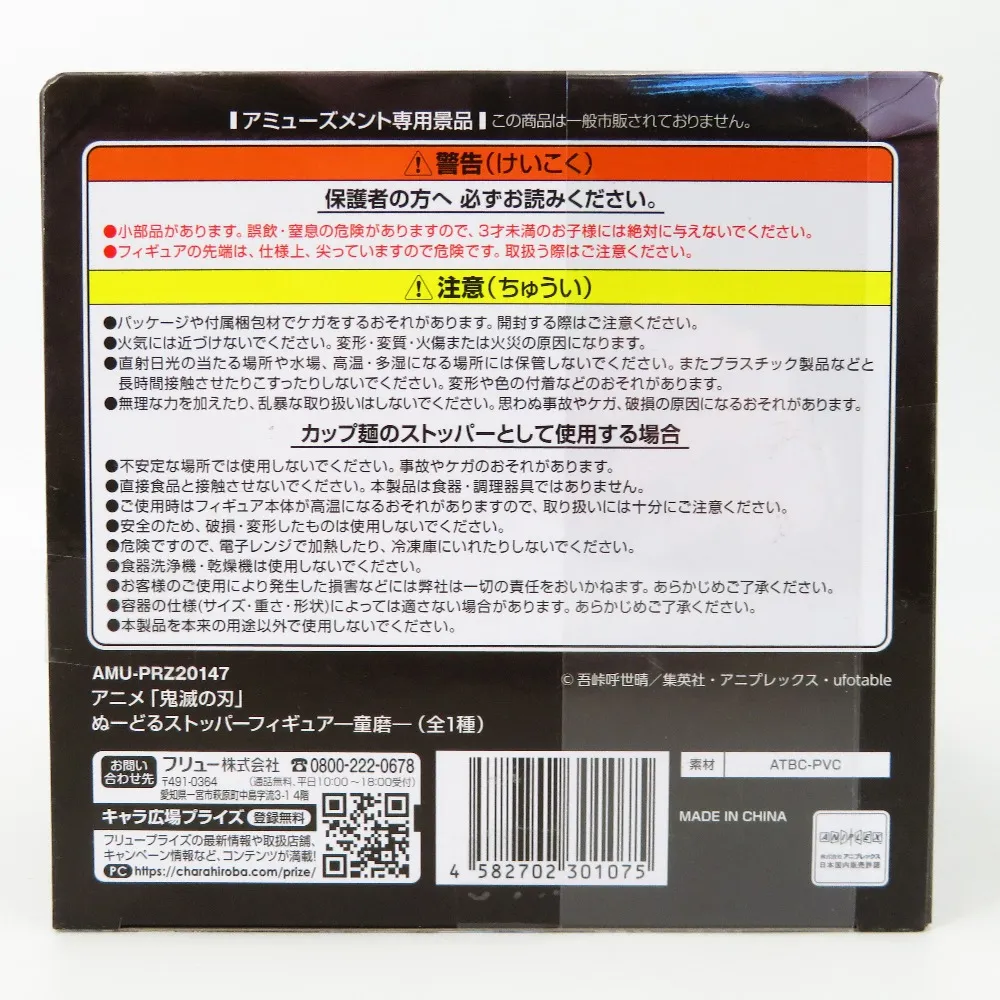 アミューズメント専用景品 この商品は一般市販されておりません。
⚠警告(けいこく)
保護者の方へ 必ずお読みください。
●小部品があります。誤飲・窒息の危険がありますので、3才未満のお子様には絶対に与えないでください。
●フィギュアの先端は、仕様上、尖っていますので危険です。取扱う際はご注意ください。
⚠注意(ちゅうい)
●パッケージや付属梱包材でケガをするおそれがあります。開封する際はご注意ください。
●火気には近づけないでください。変形・変質・火傷または火災の原因になります。
●直射日光の当たる場所や水場、高温・多湿になる場所には保管しないでください。またプラスチック製品などと
長時間接触させたりこすったりしないでください。変形や色の付着などのおそれがあります。
●無理な力を加えたり、乱暴な取り扱いはしないでください。思わぬ事故やケガ、破損の原因になるおそれがあります。
カップ麺のストッパーとして使用する場合
●不安定な場所では使用しないでください。事故やケガのおそれがあります。
●直接食品と接触させないでください。本製品は食器・調理器具ではありません。
●ご使用時はフィギュア本体が高温になるおそれがありますので、取り扱いには十分にご注意ください。
●安全のため、破損・変形したものは使用しないでください。
●危険ですので、電子レンジで加熱したり、冷凍庫にいれたりしないでください。
●食器洗浄機・乾燥機は使用しないでください。
●お客様のご使用により発生した損害などには弊社は一切の責任をおいかねます。あらかじめご了承ください。
●容器の仕様(サイズ・重さ・形状)によっては適さない場合があります。あらかじめご了承ください。
●本製品を本来の用途以外で使用しないでください。
AMU-PRZ20147
アニメ「鬼滅の刃」
ぬーどるストッパーフィギュア―童磨―(全1種)
©吾峠呼世晴/集英社・アニプレックス・ufotable
お問い
合わせ先
フリュー株式会社 ☎0800-222-0678
〒491-0364 (通話無料、平日10:00〜18:00受付)
愛知県一宮市萩原町中島字流3-1 4階
キャラ広場プライズ 登録無料
フリュープライズの最新情報や取扱店舗、
キャンペーン情報など、コンテンツが満載!
PC https://charahiroba.com/prize/
4 582702 301075
素材 ATBC-PVC
MADE IN CHINA
ANIPLEX
株式会社 アニプレックス
日本国内販売許諾